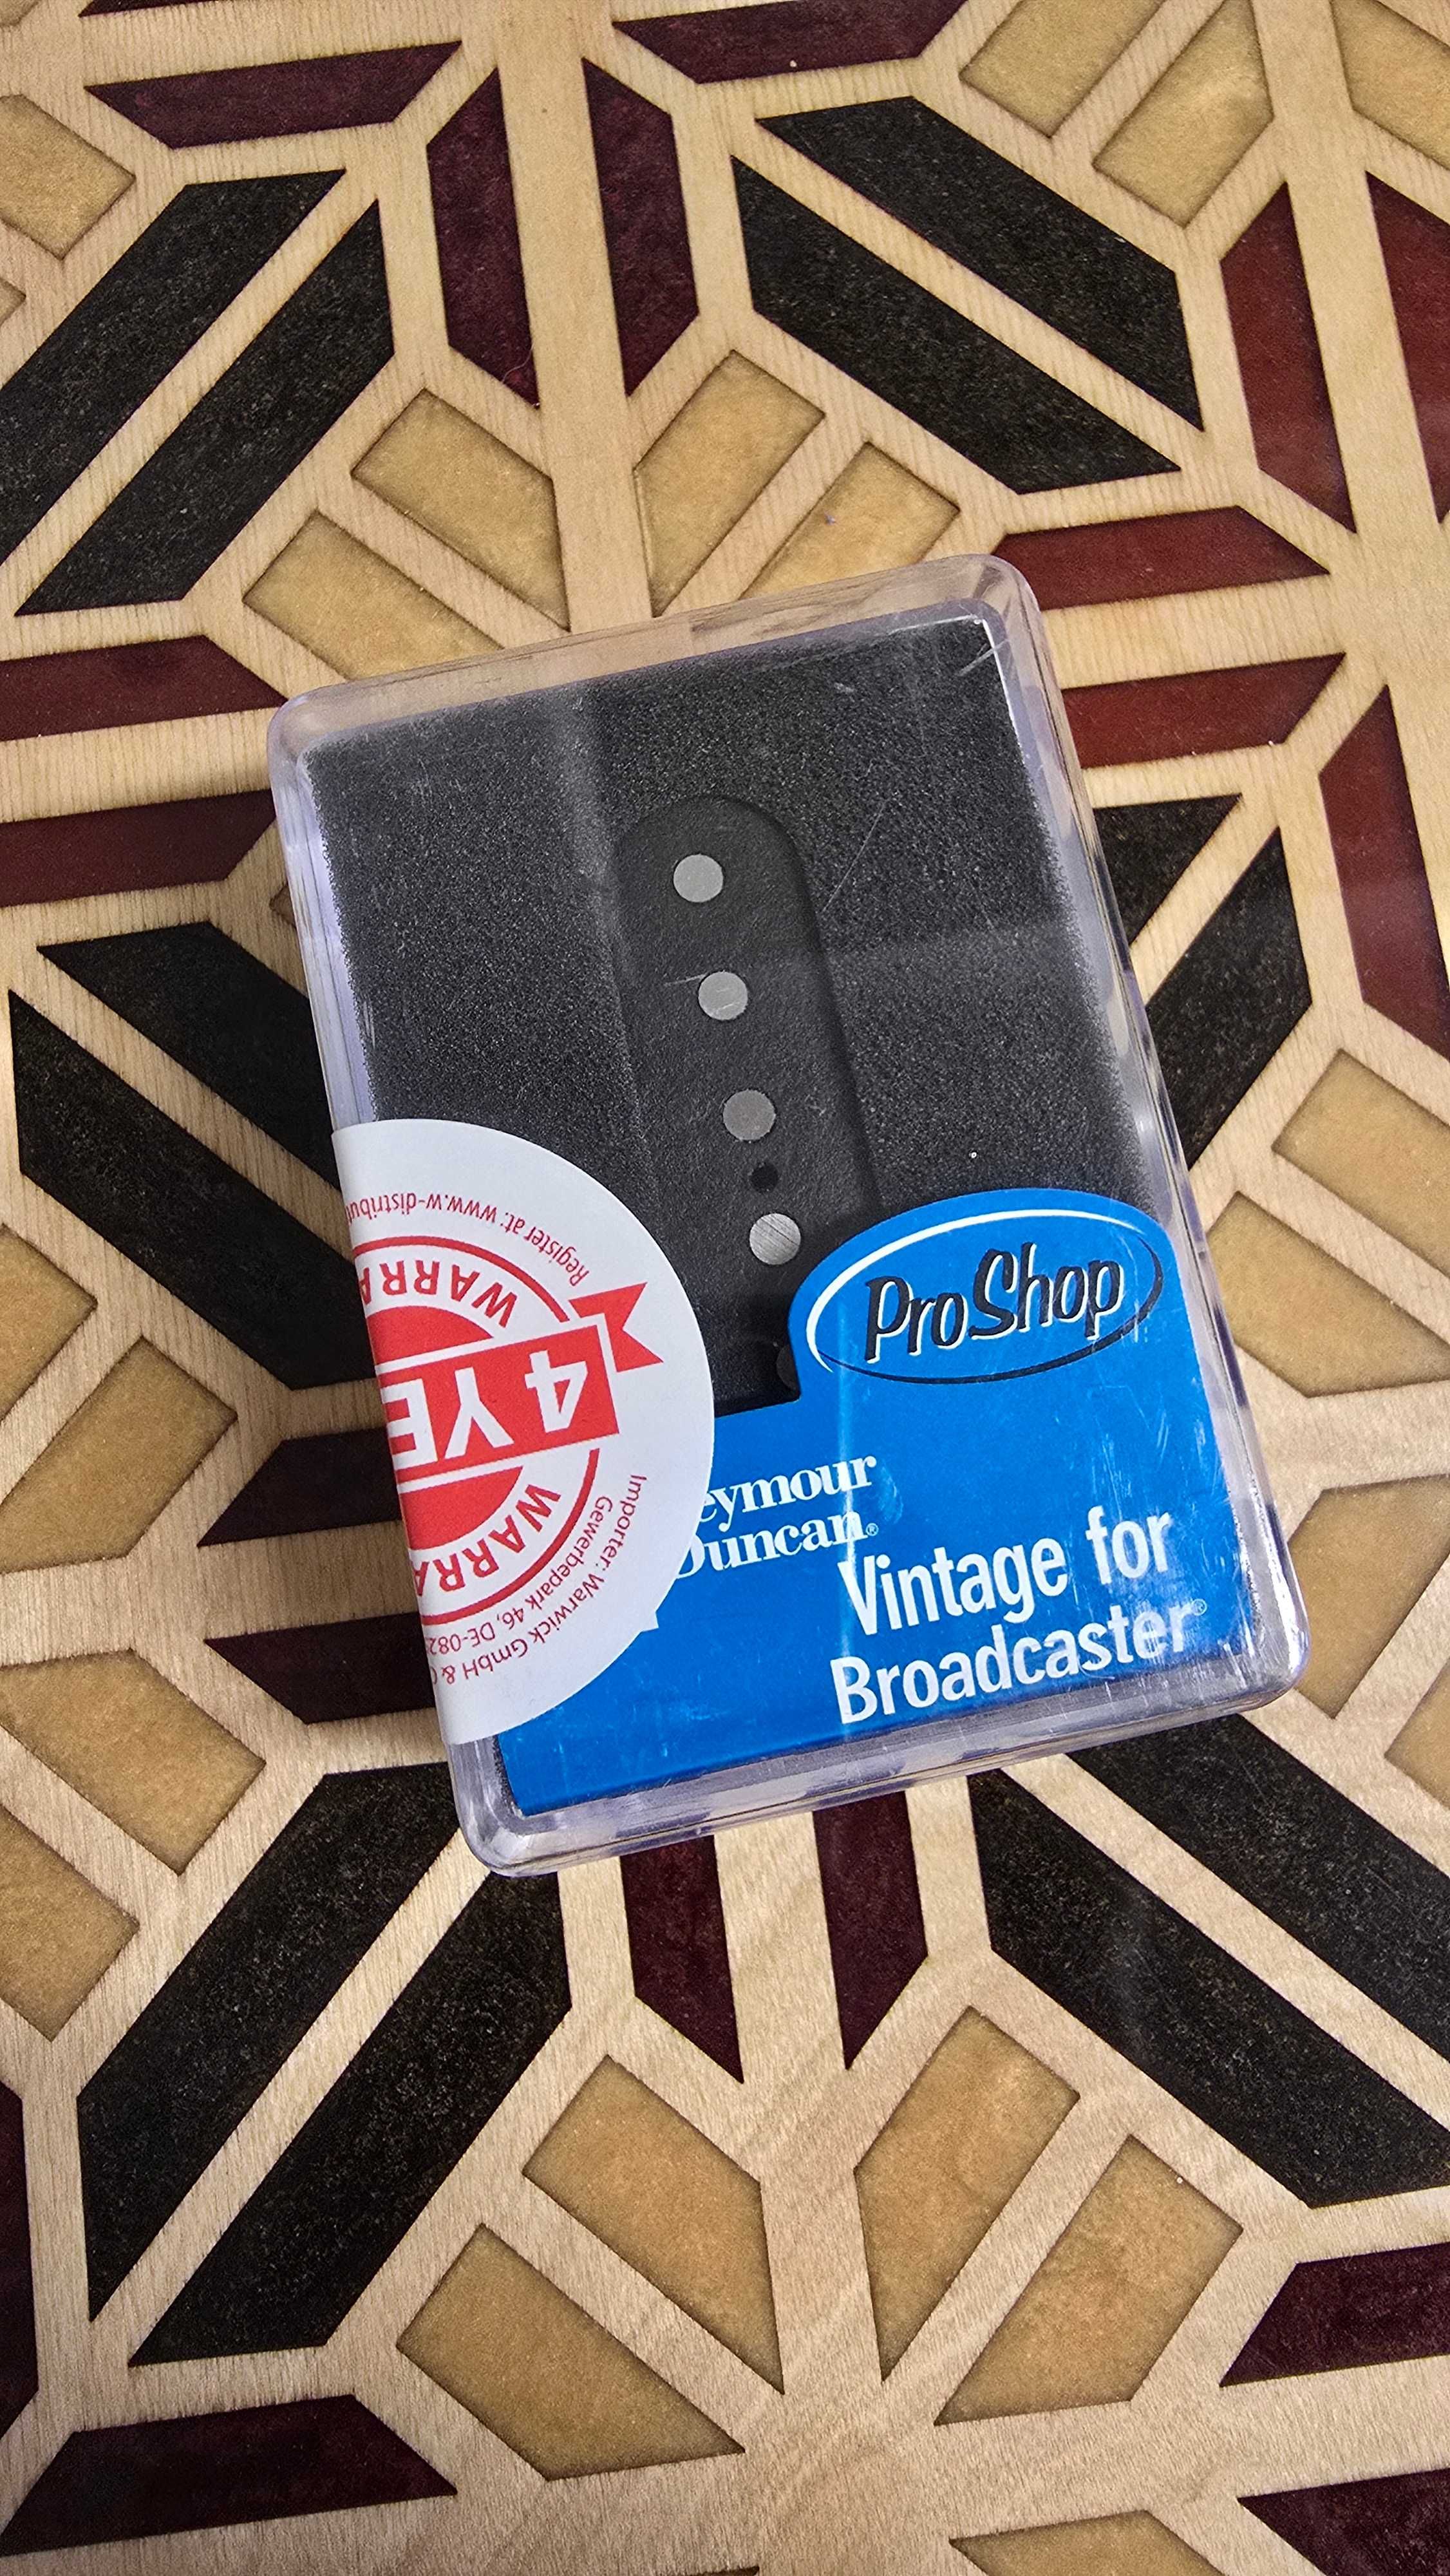 ProShop
eymour
Duncan®
Vintage for
Broadcaster®
Register at: www.w-distribut
WARRA
4 YE
WARRA
Importer: Warwick GmbH &
Gewerbepark 46, DE-082